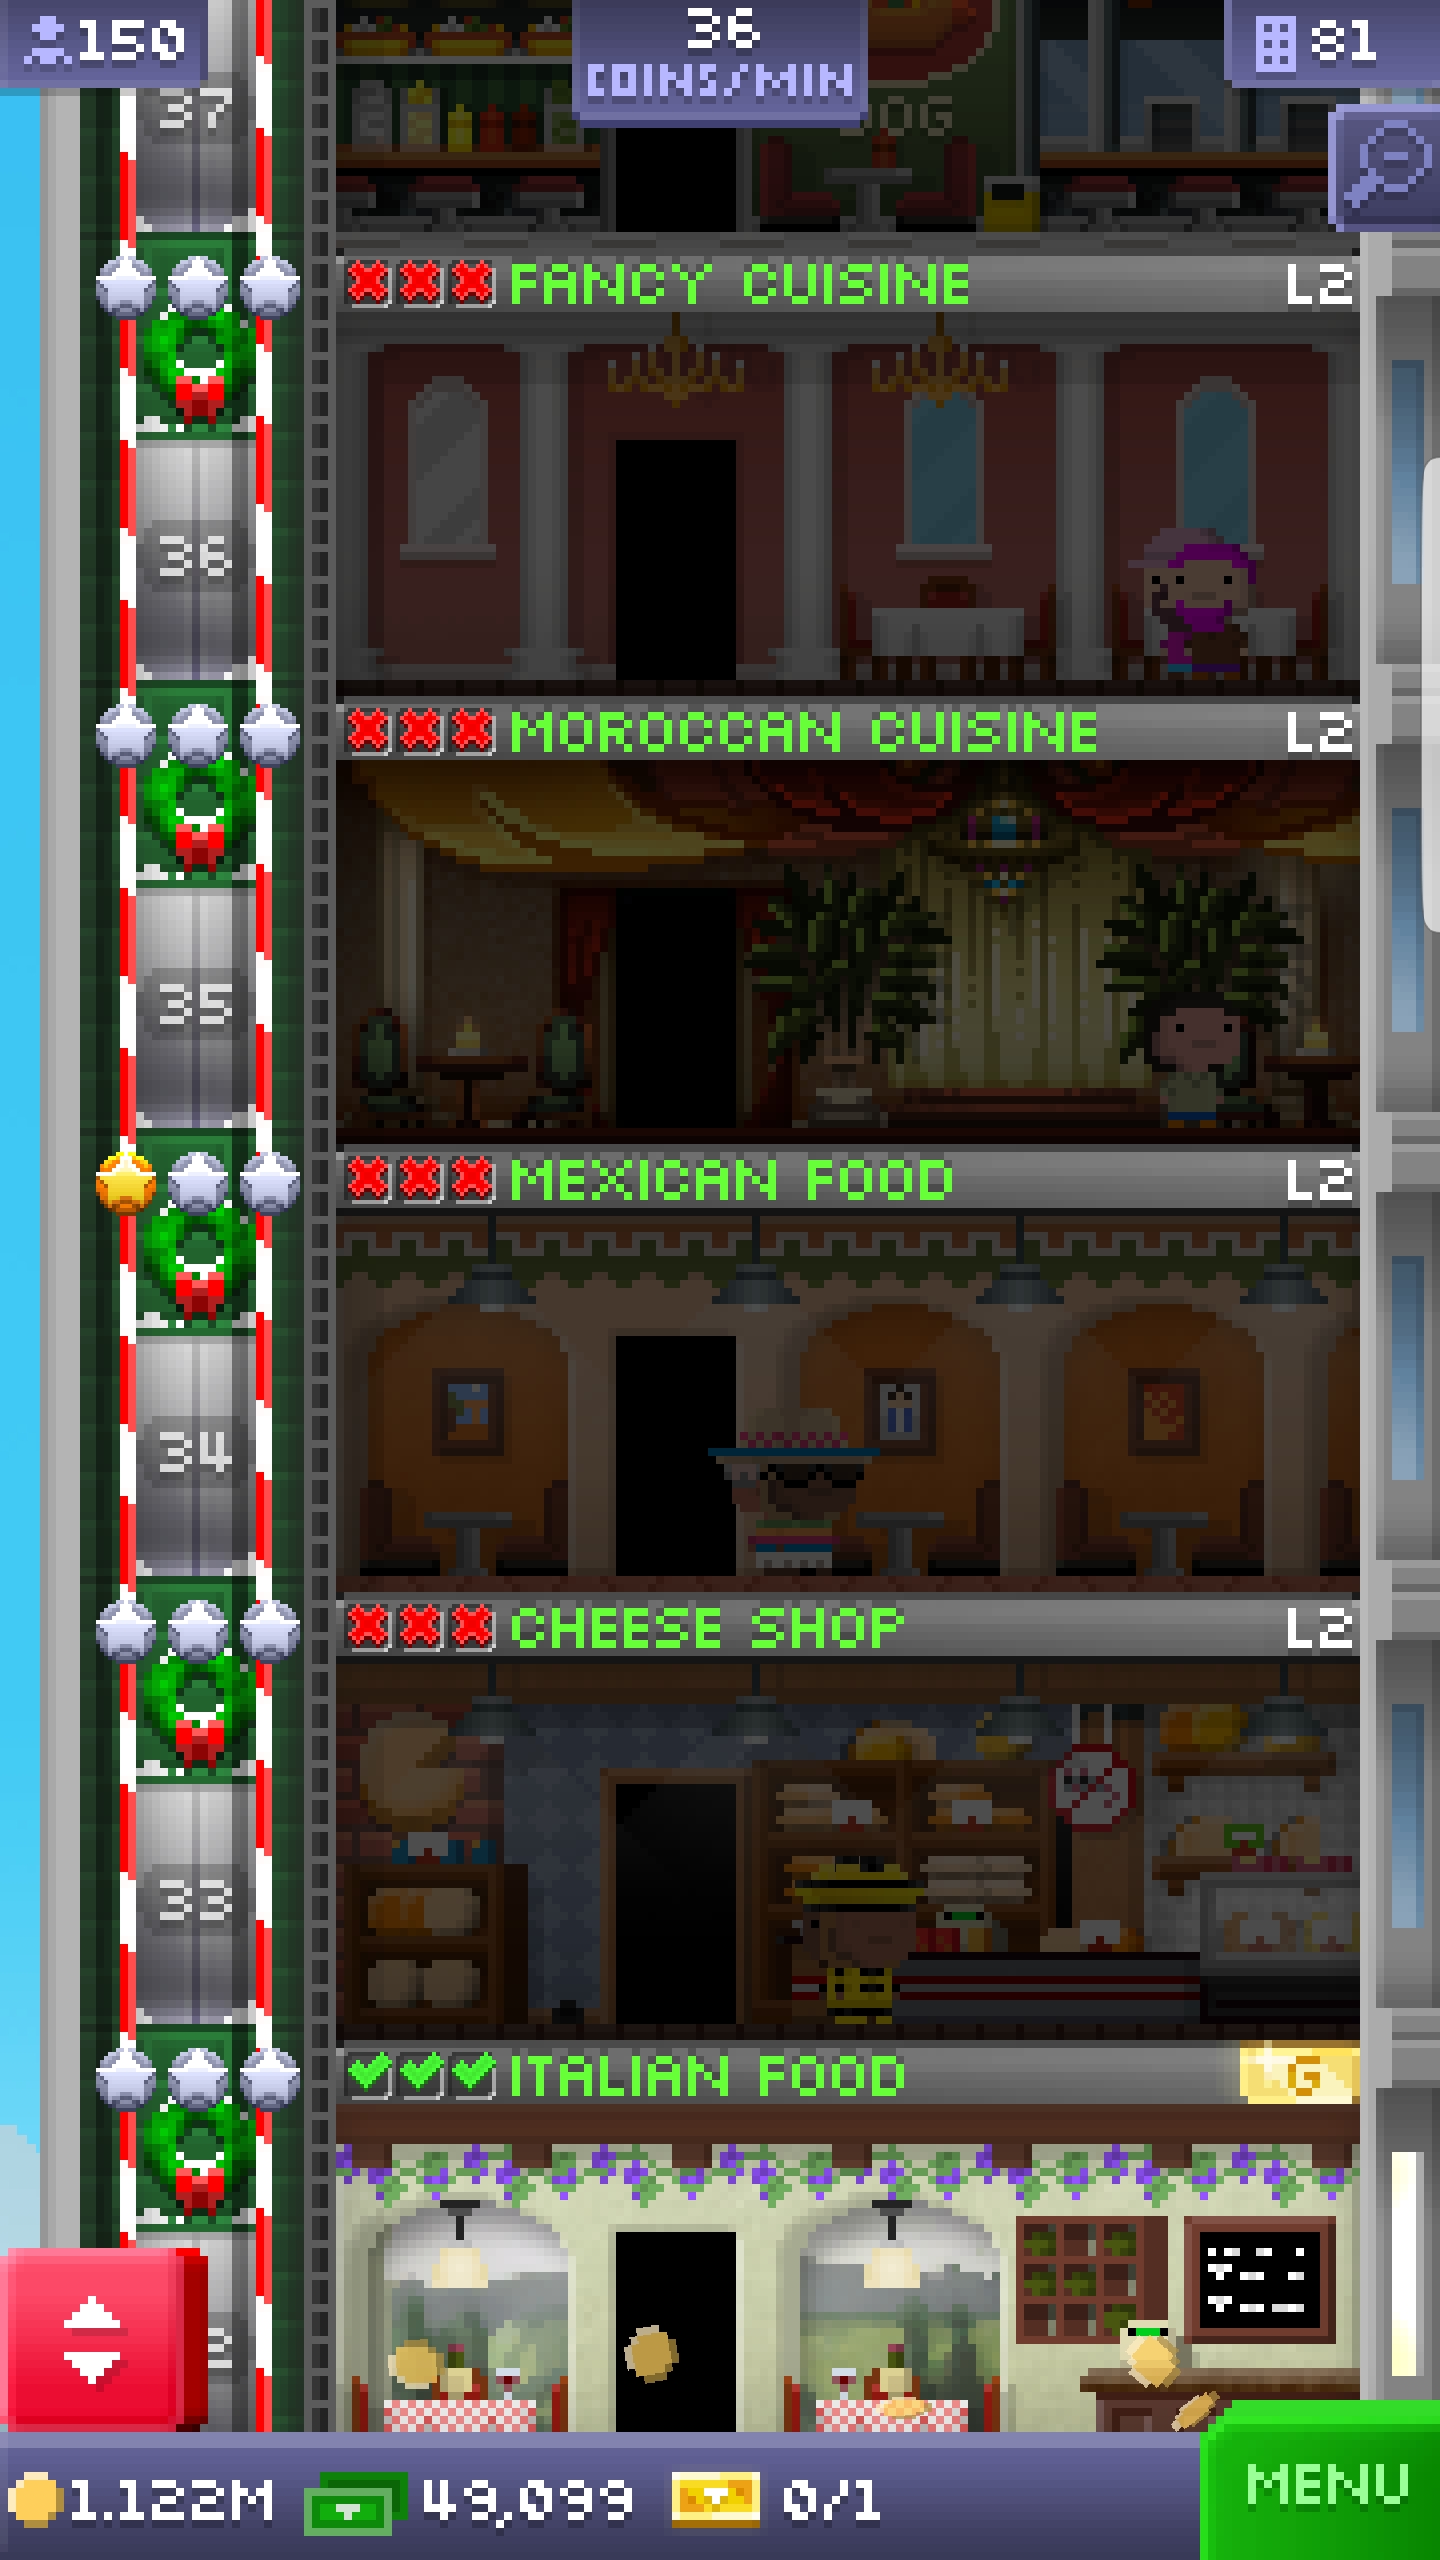 150
36
COINS/MIN
81
37
DOG
FANCY CUISINE
L2
36
MOROCCAN CUISINE
L2
35
MEXICAN FOOD
L2
34
CHEESE SHOP
L2
33
ITALIAN FOOD
G
1.122M
49,099
0/1
MENU